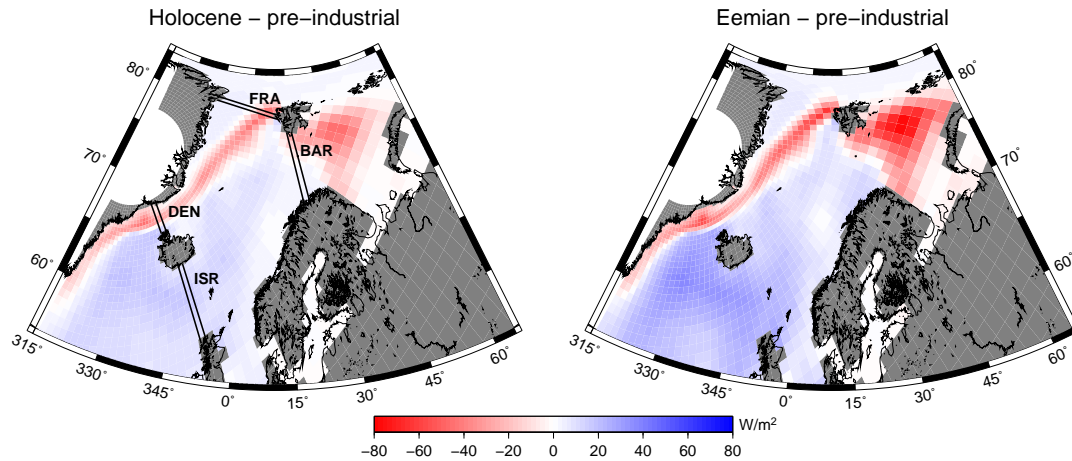 Holocene − pre−industrial
Eemian − pre−industrial
80˚
70˚
60˚
315˚
330˚
345˚
0˚
15˚
30˚
45˚
60˚
FRA
BAR
DEN
ISR
80˚
70˚
60˚
315˚
330˚
345˚
0˚
15˚
30˚
45˚
60˚
−80 −60 −40 −20 0 20 40 60 80
W/m²